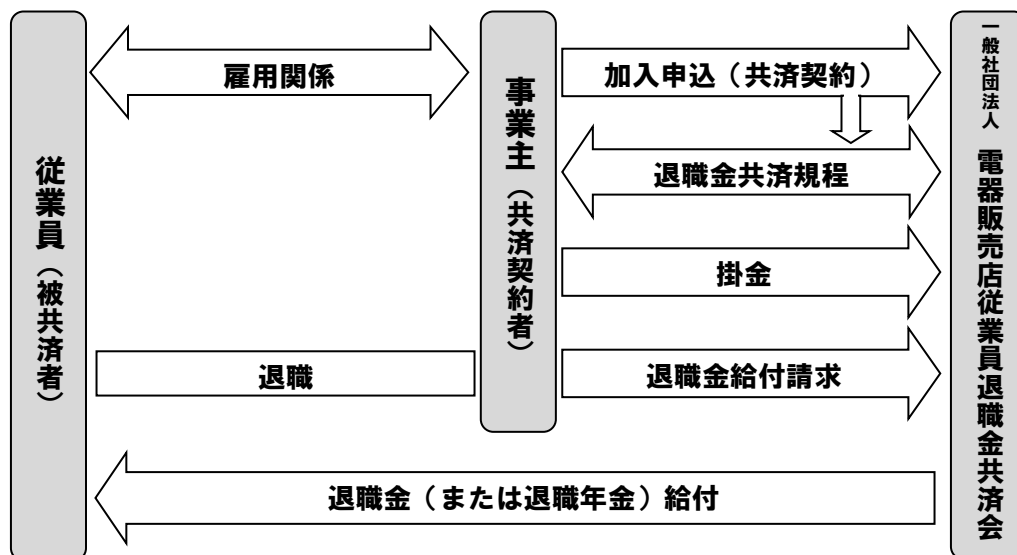 従業員（被共済者）
雇用関係
退職
事業主（共済契約者）
加入申込（共済契約）
退職金共済規程
掛金
退職金給付請求
退職金（または退職年金）給付
一般社団法人 電器販売店従業員退職金共済会